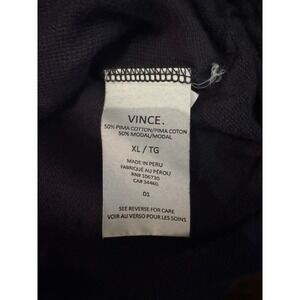 VINCE.
50% PIMA COTTON/PIMA COTON
50% MODAL/MODAL
XL / TG
MADE IN PERU
FABRIQUÉ AU PÉROU
RN# 106730
CA# 34461
01
SEE REVERSE FOR CARE
VOIR AU VERSO POUR LES SOINS